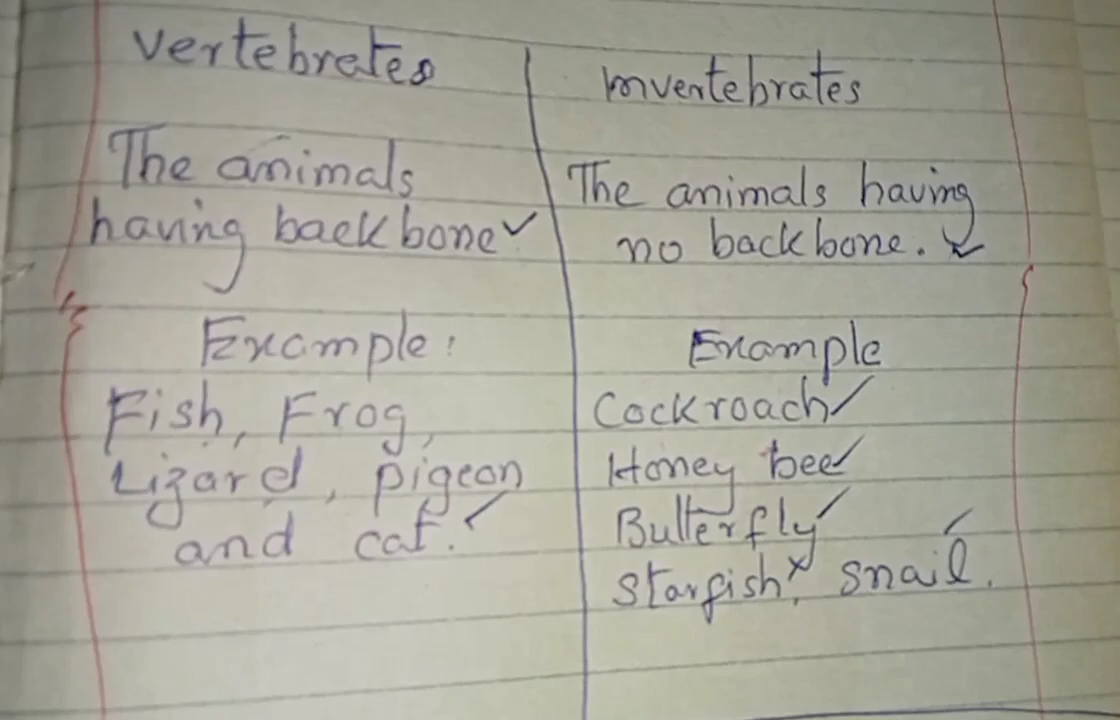 vertebrates
The animals
having backbone ✓
Example:
Fish, Frog,
Lizard, pigeon
and cat. ✓
Invertebrates
The animals having
no backbone. ✓
Example
Cockroach ✓
Honey bee ✓
Butterfly ✓
Starfish, x snail. ✓